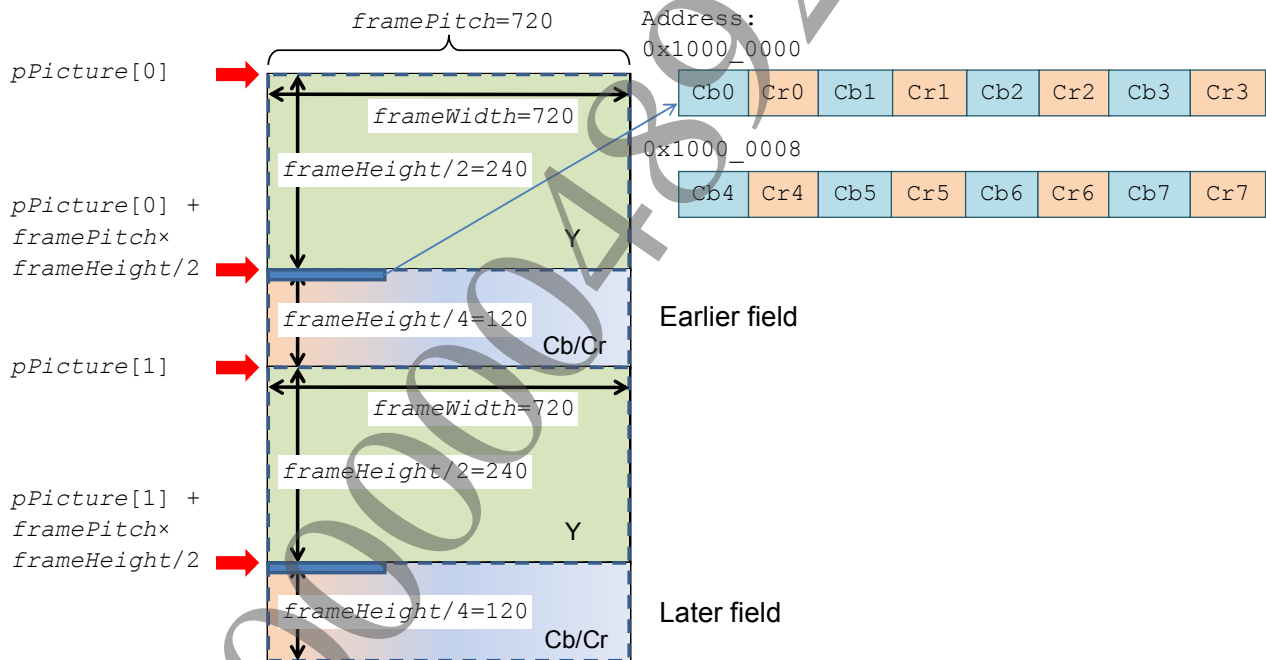 framePitch=720
Address:
0x1000_0000
pPicture[0]
Cb0 Cr0 Cb1 Cr1 Cb2 Cr2 Cb3 Cr3
frameWidth=720
0x1000_0008
frameHeight/2=240
Cb4 Cr4 Cb5 Cr5 Cb6 Cr6 Cb7 Cr7
pPicture[0] +
framePitch×
frameHeight/2
Y
frameHeight/4=120
Earlier field
Cb/Cr
pPicture[1]
frameWidth=720
frameHeight/2=240
pPicture[1] +
framePitch×
frameHeight/2
Y
frameHeight/4=120
Later field
Cb/Cr